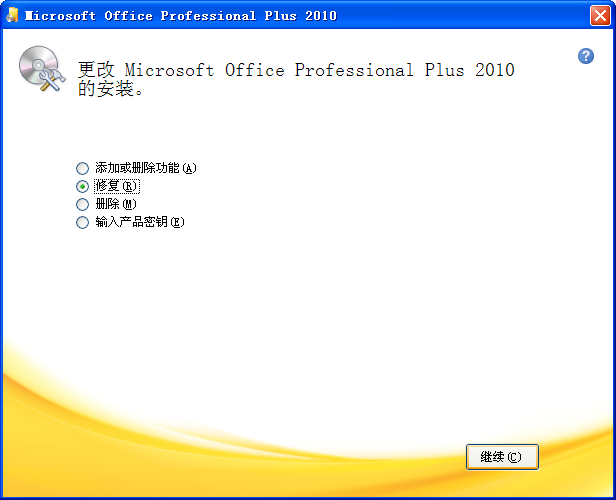 Microsoft Office Professional Plus 2010
更改 Microsoft Office Professional Plus 2010
的安装。
添加或删除功能(A)
修复(R)
删除(M)
输入产品密钥(E)
继续(C)